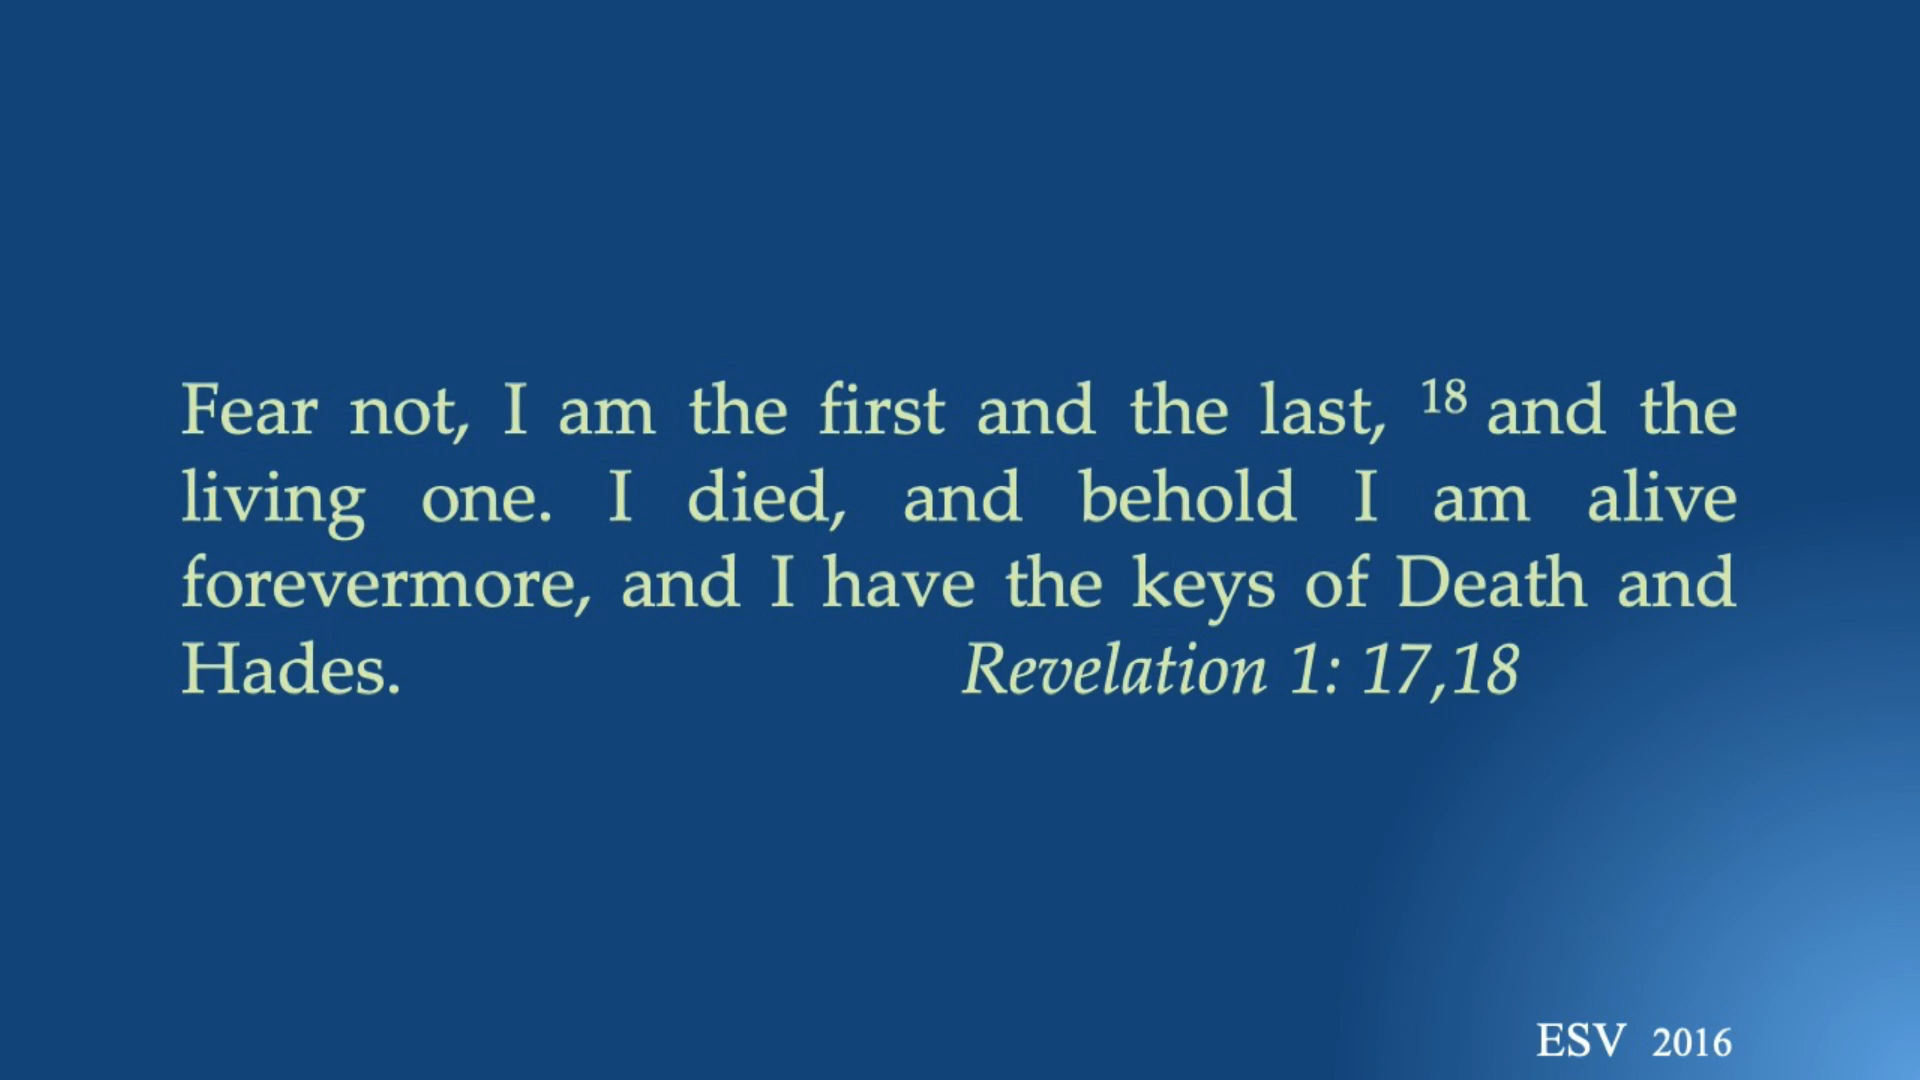 Fear not, I am the first and the last, 18 and the
living one. I died, and behold I am alive
forevermore, and I have the keys of Death and
Hades. Revelation 1: 17,18
ESV 2016